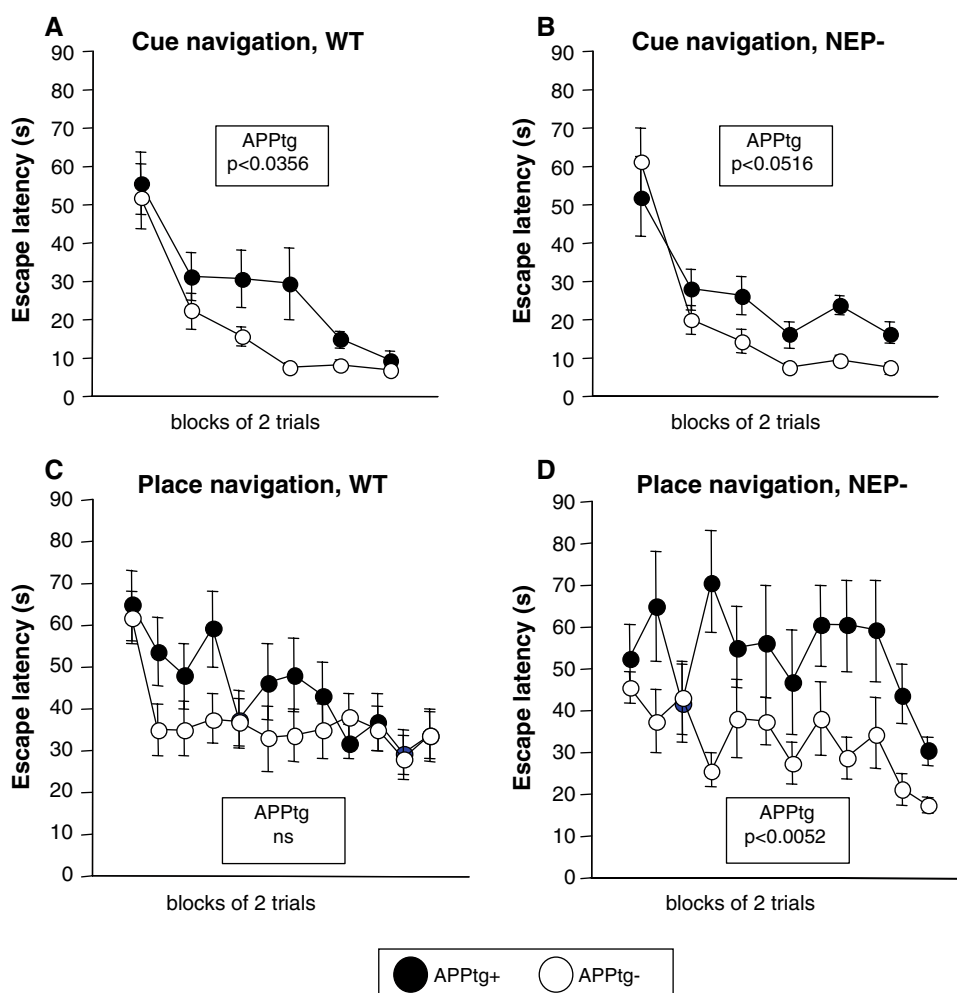 A
Cue navigation, WT
90
80
70
60
50
40
30
20
10
0
Escape latency (s)
APPtg
p<0.0356
blocks of 2 trials
B
Cue navigation, NEP-
90
80
70
60
50
40
30
20
10
0
Escape latency (s)
APPtg
p<0.0516
blocks of 2 trials
C
Place navigation, WT
90
80
70
60
50
40
30
20
10
0
Escape latency (s)
APPtg
ns
blocks of 2 trials
D
Place navigation, NEP-
90
80
70
60
50
40
30
20
10
0
Escape latency (s)
APPtg
p<0.0052
blocks of 2 trials
APPtg+
APPtg-